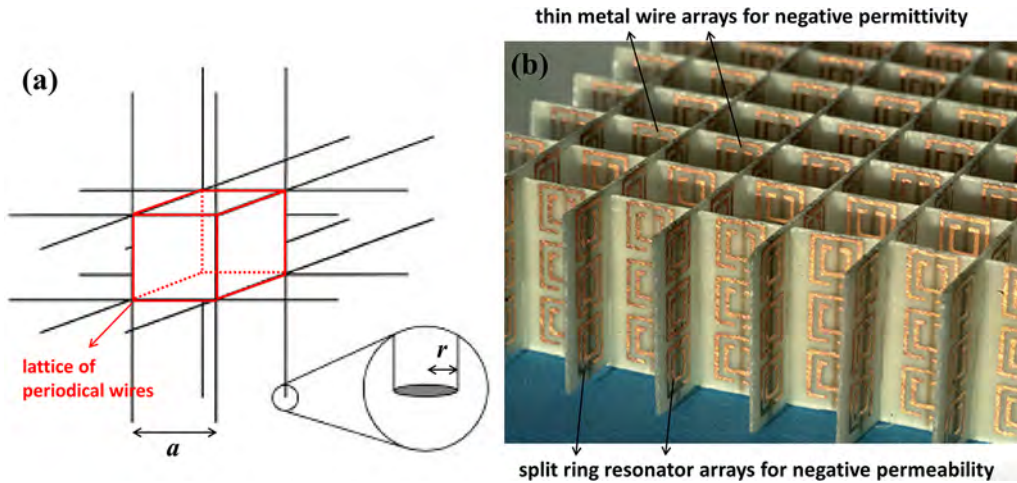 thin metal wire arrays for negative permittivity
(a)
(b)
lattice of
periodical wires
r
a
split ring resonator arrays for negative permeability